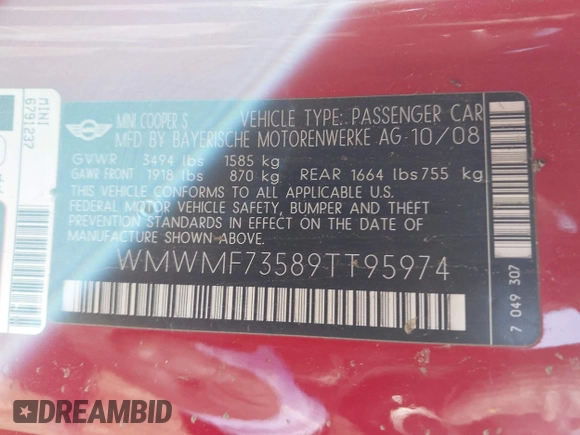 MINI
6791237
MINI COOPER S VEHICLE TYPE: PASSENGER CAR
MFD BY BAYERISCHE MOTORENWERKE AG 10/08
GVWR 3494 lbs 1585 kg
GAWR FRONT 1918 lbs 870 kg REAR 1664 lbs 755 kg
THIS VEHICLE CONFORMS TO ALL APPLICABLE U.S.
FEDERAL MOTOR VEHICLE SAFETY, BUMPER AND THEFT
PREVENTION STANDARDS IN EFFECT ON THE DATE OF
MANUFACTURE SHOWN ABOVE.
WMWMF73589TT95974
7 049 307
DREAMBID